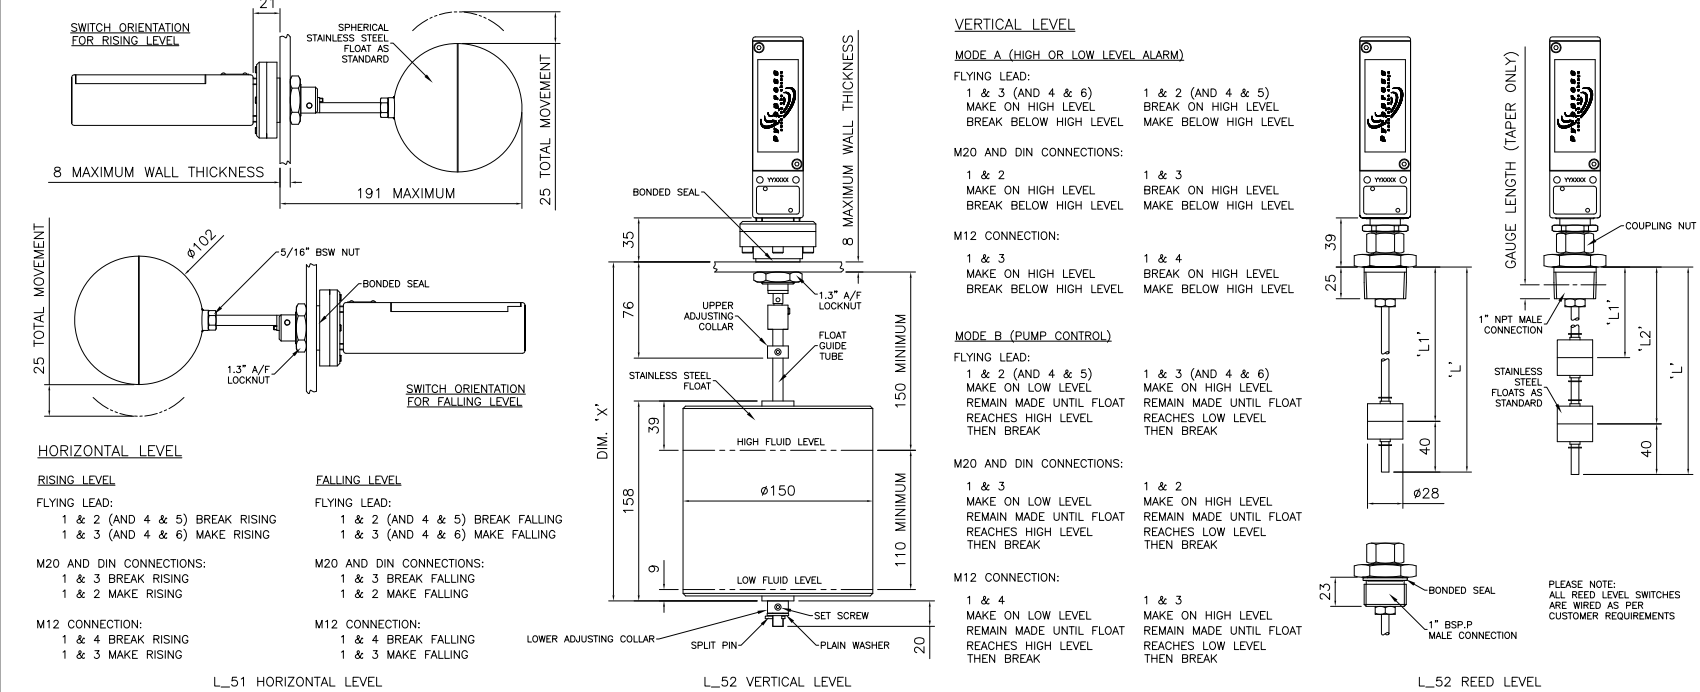 SWITCH ORIENTATION
FOR RISING LEVEL
21
SPHERICAL
STAINLESS STEEL
FLOAT AS
STANDARD
25 TOTAL MOVEMENT
8 MAXIMUM WALL THICKNESS
191 MAXIMUM
25 TOTAL MOVEMENT
ø102
5/16" BSW NUT
BONDED SEAL
1.3" A/F
LOCKNUT
SWITCH ORIENTATION
FOR FALLING LEVEL
HORIZONTAL LEVEL
RISING LEVEL
FLYING LEAD:
1 & 2 (AND 4 & 5) BREAK RISING
1 & 3 (AND 4 & 6) MAKE RISING
M20 AND DIN CONNECTIONS:
1 & 3 BREAK RISING
1 & 2 MAKE RISING
M12 CONNECTION:
1 & 4 BREAK RISING
1 & 3 MAKE RISING
FALLING LEVEL
FLYING LEAD:
1 & 2 (AND 4 & 5) BREAK FALLING
1 & 3 (AND 4 & 6) MAKE FALLING
M20 AND DIN CONNECTIONS:
1 & 3 BREAK FALLING
1 & 2 MAKE FALLING
M12 CONNECTION:
1 & 4 BREAK FALLING
1 & 3 MAKE FALLING
L_51 HORIZONTAL LEVEL
YYXXXX
BONDED SEAL
8 MAXIMUM WALL THICKNESS
35
76
1.3" A/F
LOCKNUT
UPPER
ADJUSTING
COLLAR
FLOAT
GUIDE
TUBE
STAINLESS STEEL
FLOAT
DIM. 'X'
150 MINIMUM
39
HIGH FLUID LEVEL
158
ø150
110 MINIMUM
9
LOW FLUID LEVEL
SET SCREW
LOWER ADJUSTING COLLAR
SPLIT PIN
PLAIN WASHER
20
L_52 VERTICAL LEVEL
VERTICAL LEVEL
MODE A (HIGH OR LOW LEVEL ALARM)
FLYING LEAD:
1 & 3 (AND 4 & 6)
MAKE ON HIGH LEVEL
BREAK BELOW HIGH LEVEL
1 & 2 (AND 4 & 5)
BREAK ON HIGH LEVEL
MAKE BELOW HIGH LEVEL
M20 AND DIN CONNECTIONS:
1 & 2
MAKE ON HIGH LEVEL
BREAK BELOW HIGH LEVEL
1 & 3
BREAK ON HIGH LEVEL
MAKE BELOW HIGH LEVEL
M12 CONNECTION:
1 & 3
MAKE ON HIGH LEVEL
BREAK BELOW HIGH LEVEL
1 & 4
BREAK ON HIGH LEVEL
MAKE BELOW HIGH LEVEL
MODE B (PUMP CONTROL)
FLYING LEAD:
1 & 2 (AND 4 & 5)
MAKE ON LOW LEVEL
REMAIN MADE UNTIL FLOAT
REACHES HIGH LEVEL
THEN BREAK
1 & 3 (AND 4 & 6)
MAKE ON HIGH LEVEL
REMAIN MADE UNTIL FLOAT
REACHES LOW LEVEL
THEN BREAK
M20 AND DIN CONNECTIONS:
1 & 3
MAKE ON LOW LEVEL
REMAIN MADE UNTIL FLOAT
REACHES HIGH LEVEL
THEN BREAK
1 & 2
MAKE ON HIGH LEVEL
REMAIN MADE UNTIL FLOAT
REACHES LOW LEVEL
THEN BREAK
M12 CONNECTION:
1 & 4
MAKE ON LOW LEVEL
REMAIN MADE UNTIL FLOAT
REACHES HIGH LEVEL
THEN BREAK
1 & 3
MAKE ON HIGH LEVEL
REMAIN MADE UNTIL FLOAT
REACHES LOW LEVEL
THEN BREAK
YYXXXX
39
25
'L1'
'L'
40
ø28
GAUGE LENGTH (TAPER ONLY)
YYXXXX
COUPLING NUT
1" NPT MALE
CONNECTION
'L1'
'L2'
'L'
STAINLESS
STEEL
FLOATS AS
STANDARD
40
23
BONDED SEAL
1" BSP.P
MALE CONNECTION
PLEASE NOTE:
ALL REED LEVEL SWITCHES
ARE WIRED AS PER
CUSTOMER REQUIREMENTS
L_52 REED LEVEL